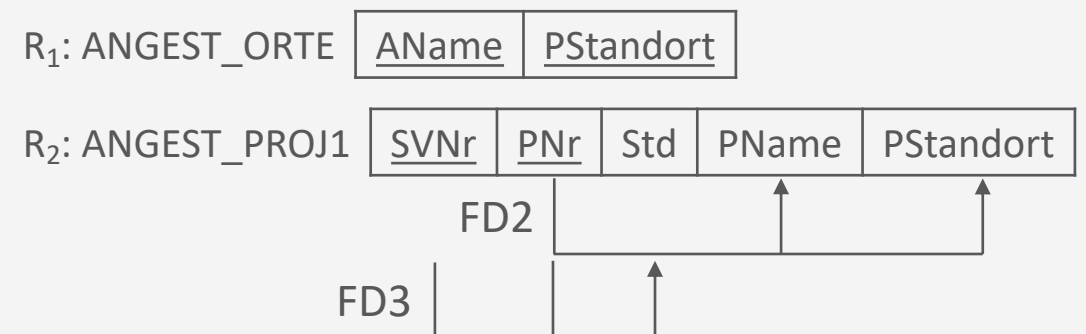 R₁: ANGEST_ORTE AName PStandort
R₂: ANGEST_PROJ1 SVNr PNr Std PName PStandort
FD2
FD3